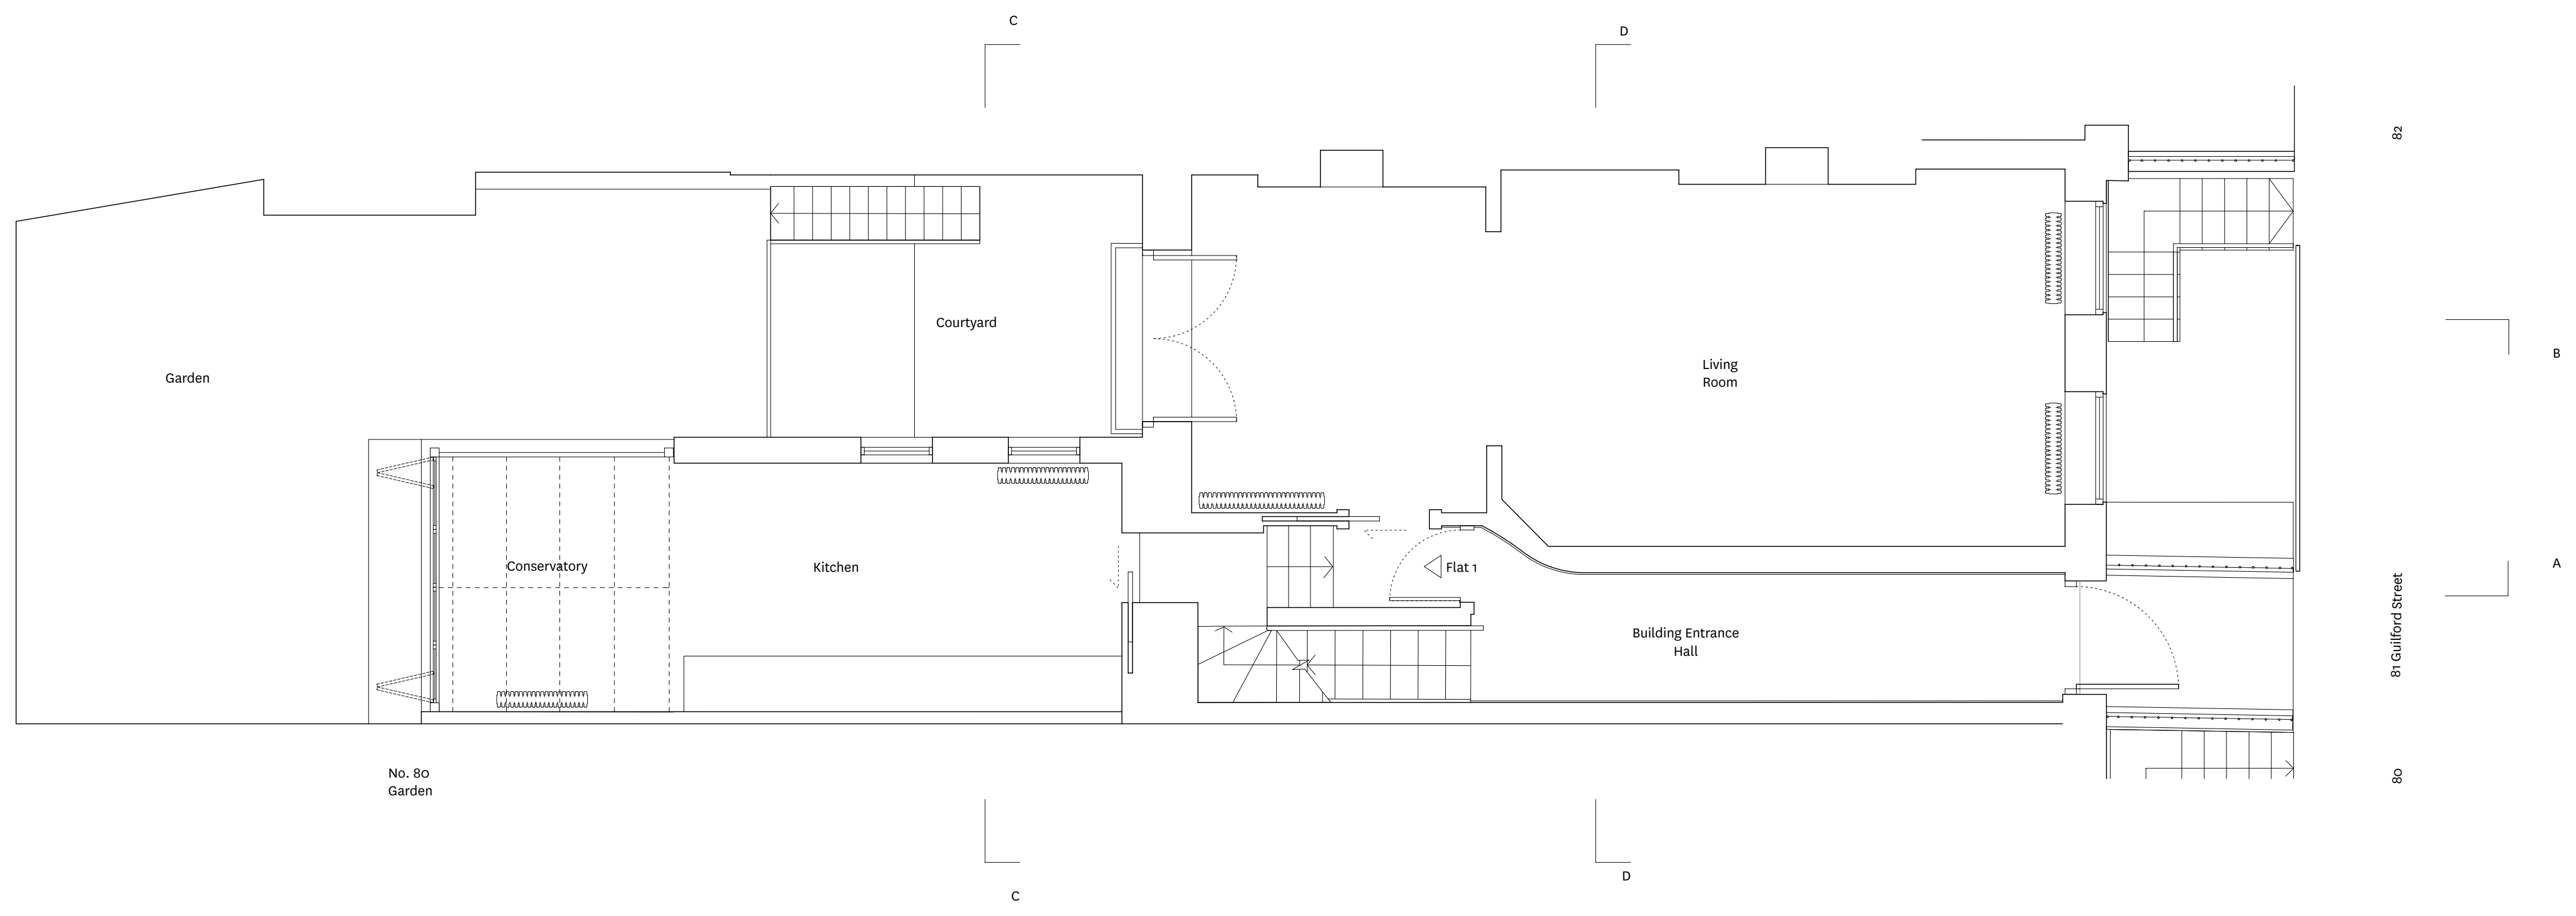 C
D
82
Courtyard
B
Living
Room
Garden
A
Conservatory
Kitchen
Flat 1
81 Guilford Street
Building Entrance
Hall
No. 80
Garden
80
D
C